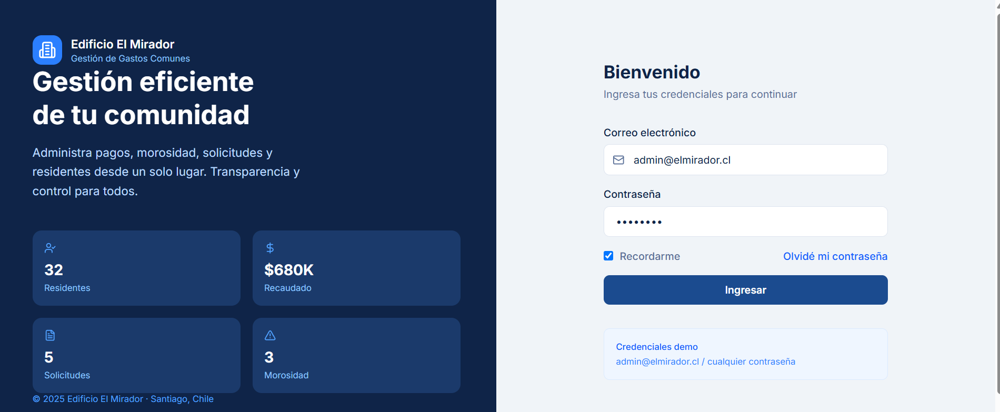 Edificio El Mirador
Gestión de Gastos Comunes
Gestión eficiente
de tu comunidad
Administra pagos, morosidad, solicitudes y
residentes desde un solo lugar. Transparencia y
control para todos.
32
Residentes
$680K
Recaudado
5
Solicitudes
3
Morosidad
© 2025 Edificio El Mirador · Santiago, Chile
Bienvenido
Ingresa tus credenciales para continuar
Correo electrónico
admin@elmirador.cl
Contraseña
••••••••
Recordarme
Olvidé mi contraseña
Ingresar
Credenciales demo
admin@elmirador.cl / cualquier contraseña